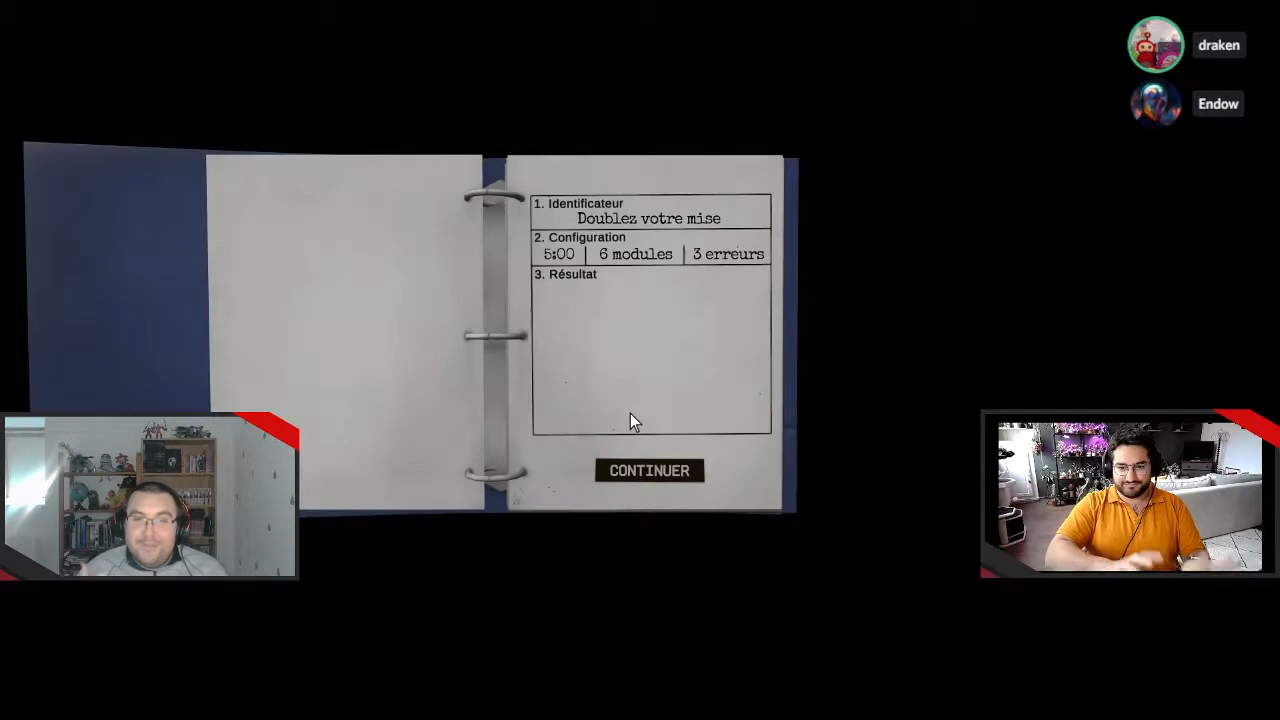 draken
Endow
1. Identificateur
Doublez votre mise
2. Configuration
5:00 | 6 modules | 3 erreurs
3. Résultat
CONTINUER